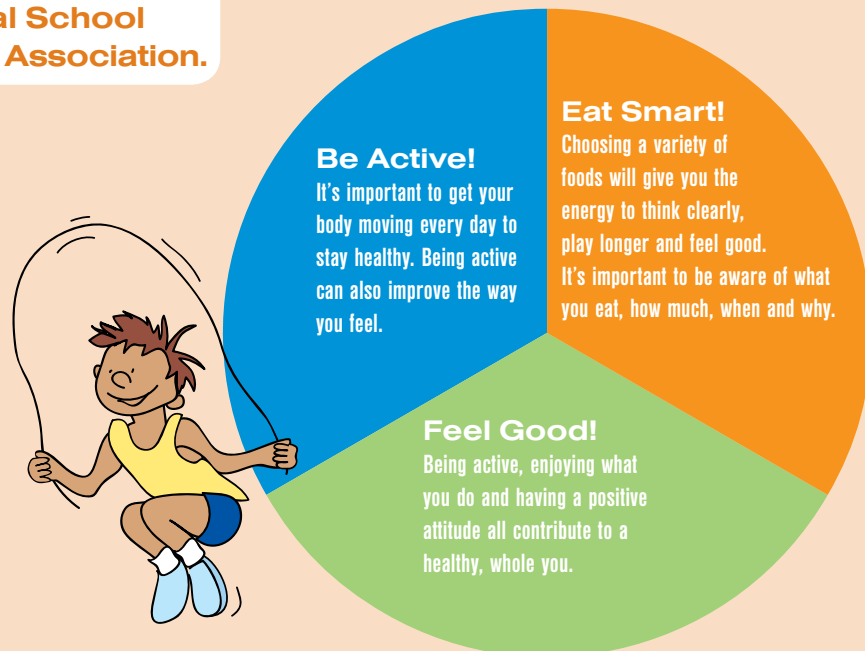 al School
Association.
Be Active!
It's important to get your
body moving every day to
stay healthy. Being active
can also improve the way
you feel.
Eat Smart!
Choosing a variety of
foods will give you the
energy to think clearly,
play longer and feel good.
It's important to be aware of what
you eat, how much, when and why.
Feel Good!
Being active, enjoying what
you do and having a positive
attitude all contribute to a
healthy, whole you.